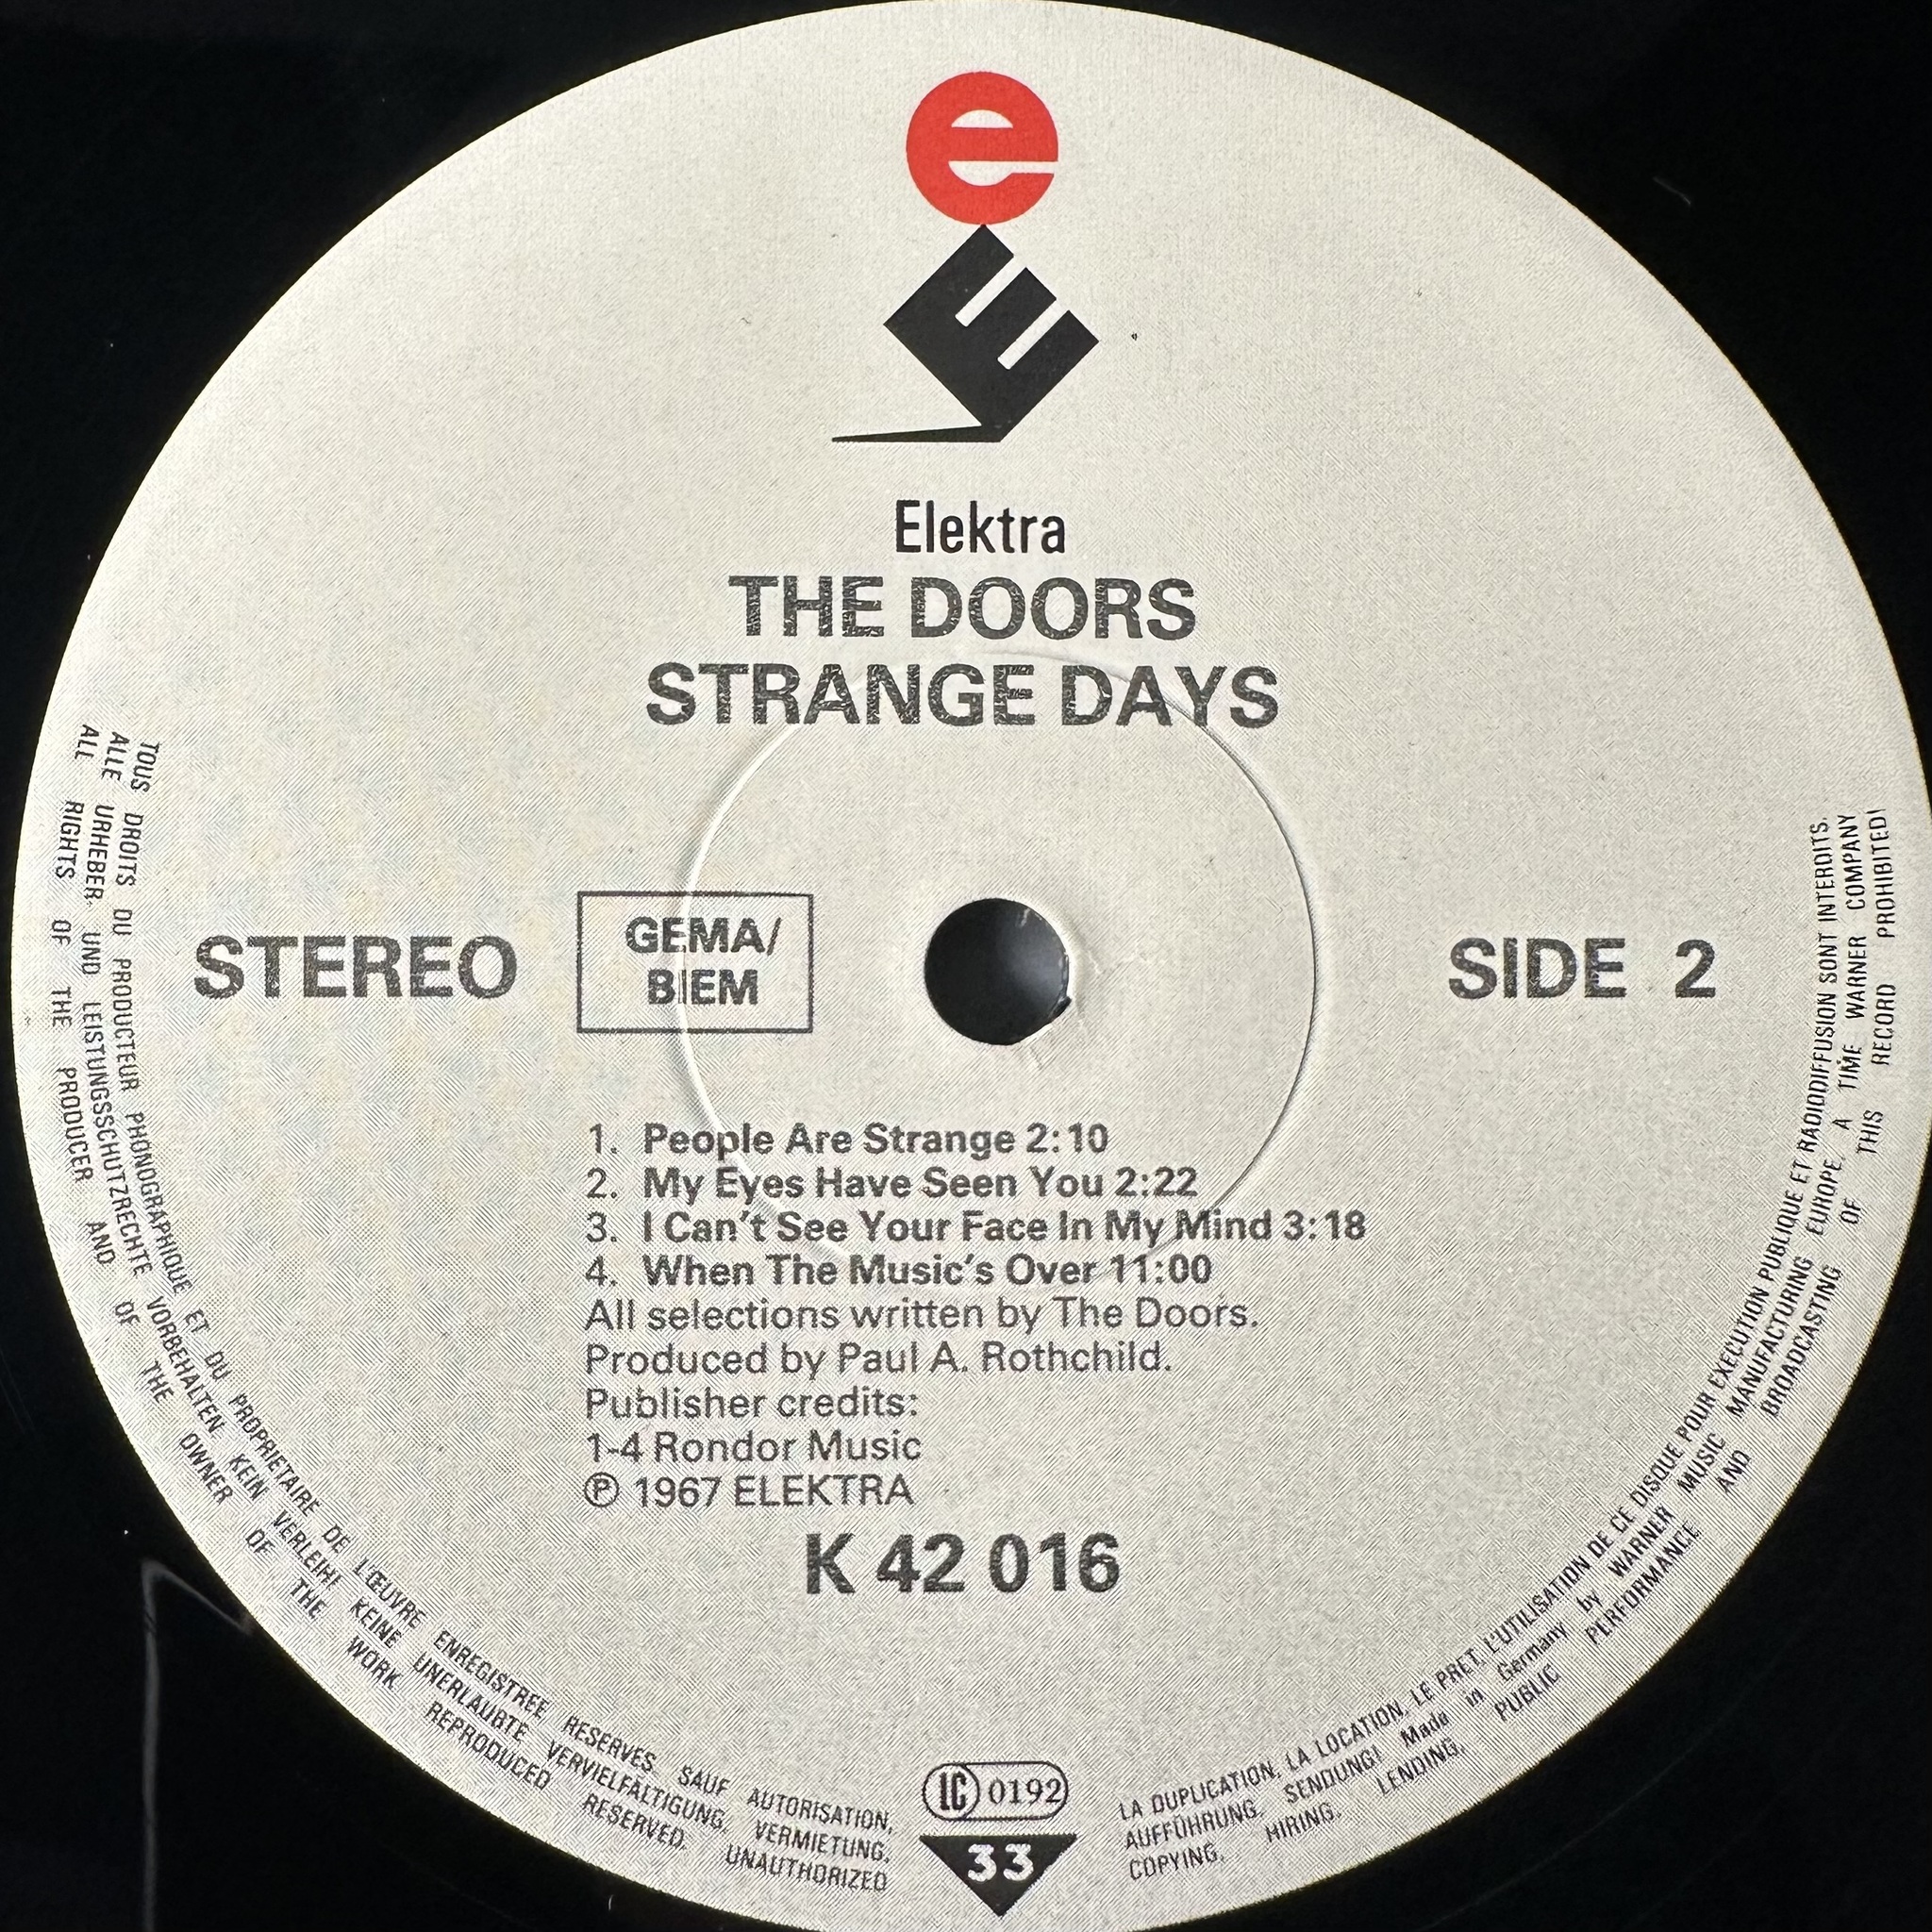 e
E
Elektra
THE DOORS
STRANGE DAYS
STEREO
GEMA/
BIEM
SIDE 2
1. People Are Strange 2:10
2. My Eyes Have Seen You 2:22
3. I Can't See Your Face In My Mind 3:18
4. When The Music's Over 11:00
All selections written by The Doors.
Produced by Paul A. Rothchild.
Publisher credits:
1-4 Rondor Music
℗ 1967 ELEKTRA
K 42 016
TOUS DROITS DU PRODUCTEUR PHONOGRAPHIQUE ET DU PROPRIETAIRE DE L'ŒUVRE ENREGISTREE RESERVES. SAUF AUTORISATION, LA DUPLICATION, LA LOCATION, LE PRET, L'UTILISATION DE CE DISQUE POUR EXECUTION PUBLIQUE ET RADIODIFFUSION SONT INTERDITS.
ALLE URHEBER- UND LEISTUNGSSCHUTZRECHTE VORBEHALTEN. KEIN VERLEIH! KEINE UNERLAUBTE VERVIELFÄLTIGUNG, VERMIETUNG, AUFFÜHRUNG, SENDUNG! Made in Germany by WARNER MUSIC MANUFACTURING EUROPE. A TIME WARNER COMPANY
ALL RIGHTS OF THE PRODUCER AND OF THE OWNER OF THE WORK REPRODUCED RESERVED. UNAUTHORIZED COPYING, HIRING, LENDING, PUBLIC PERFORMANCE AND BROADCASTING OF THIS RECORD PROHIBITED!
LC 0192
33